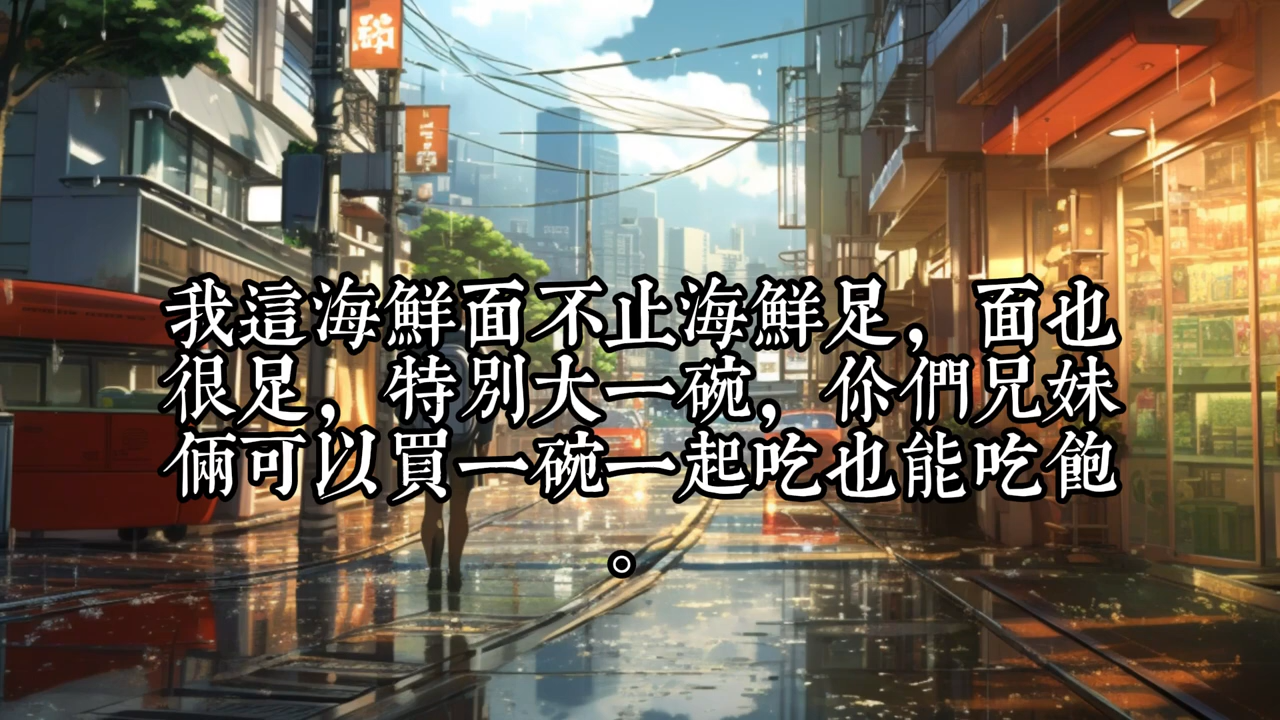 我這海鮮面不止海鮮足，面也
很足，特別大一碗，你們兄妹
倆可以買一碗一起吃也能吃飽
。